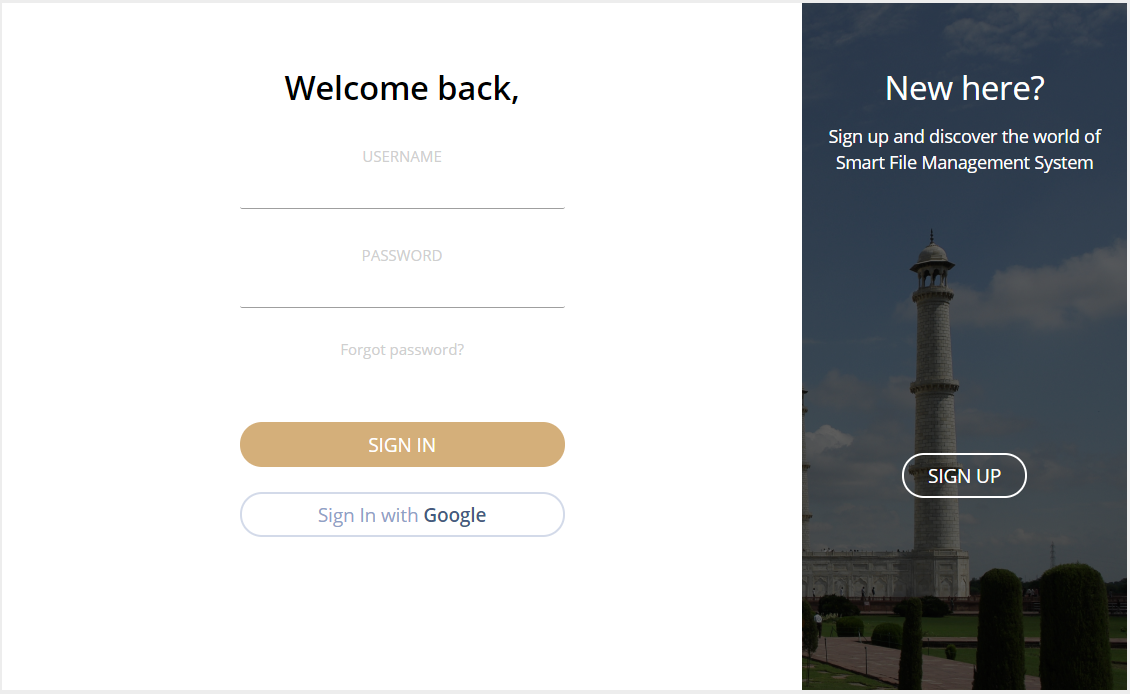 Welcome back,
USERNAME
PASSWORD
Forgot password?
SIGN IN
Sign In with Google
New here?
Sign up and discover the world of
Smart File Management System
SIGN UP